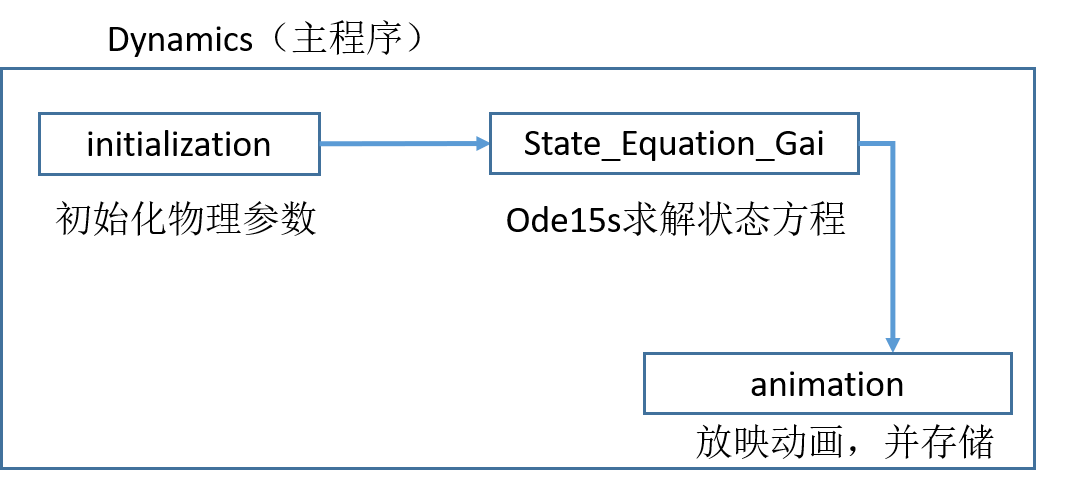 Dynamics（主程序）
initialization
State_Equation_Gai
初始化物理参数
Ode15s求解状态方程
animation
放映动画，并存储